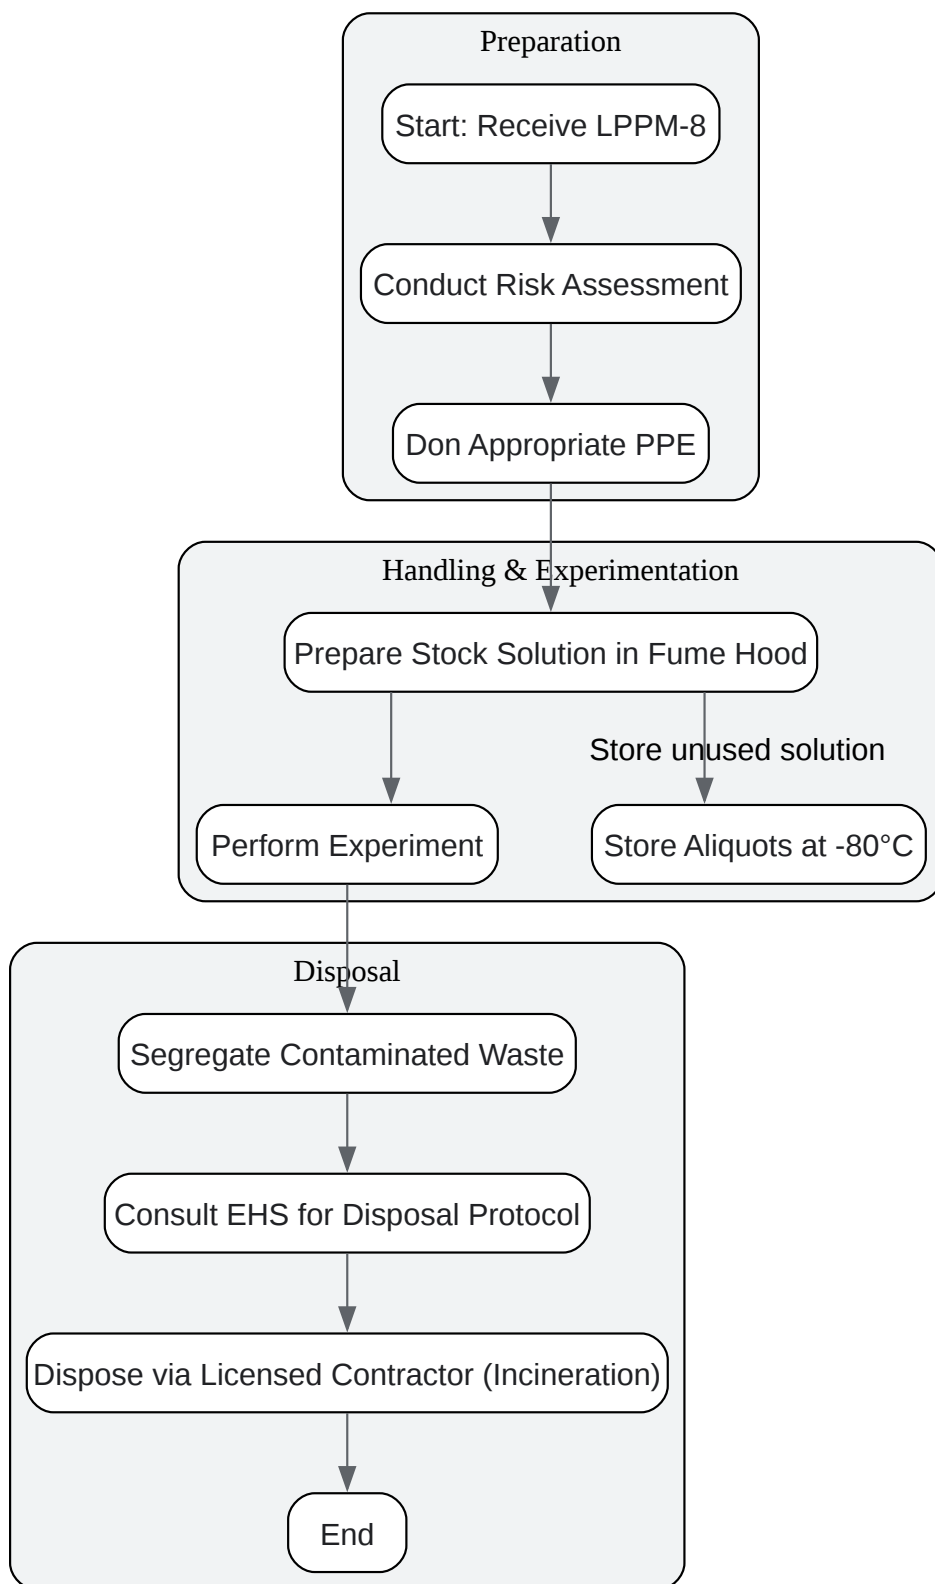 Preparation
Start: Receive LPPM-8
Conduct Risk Assessment
Don Appropriate PPE
Handling & Experimentation
Prepare Stock Solution in Fume Hood
Store unused solution
Perform Experiment
Store Aliquots at -80°C
Disposal
Segregate Contaminated Waste
Consult EHS for Disposal Protocol
Dispose via Licensed Contractor (Incineration)
End